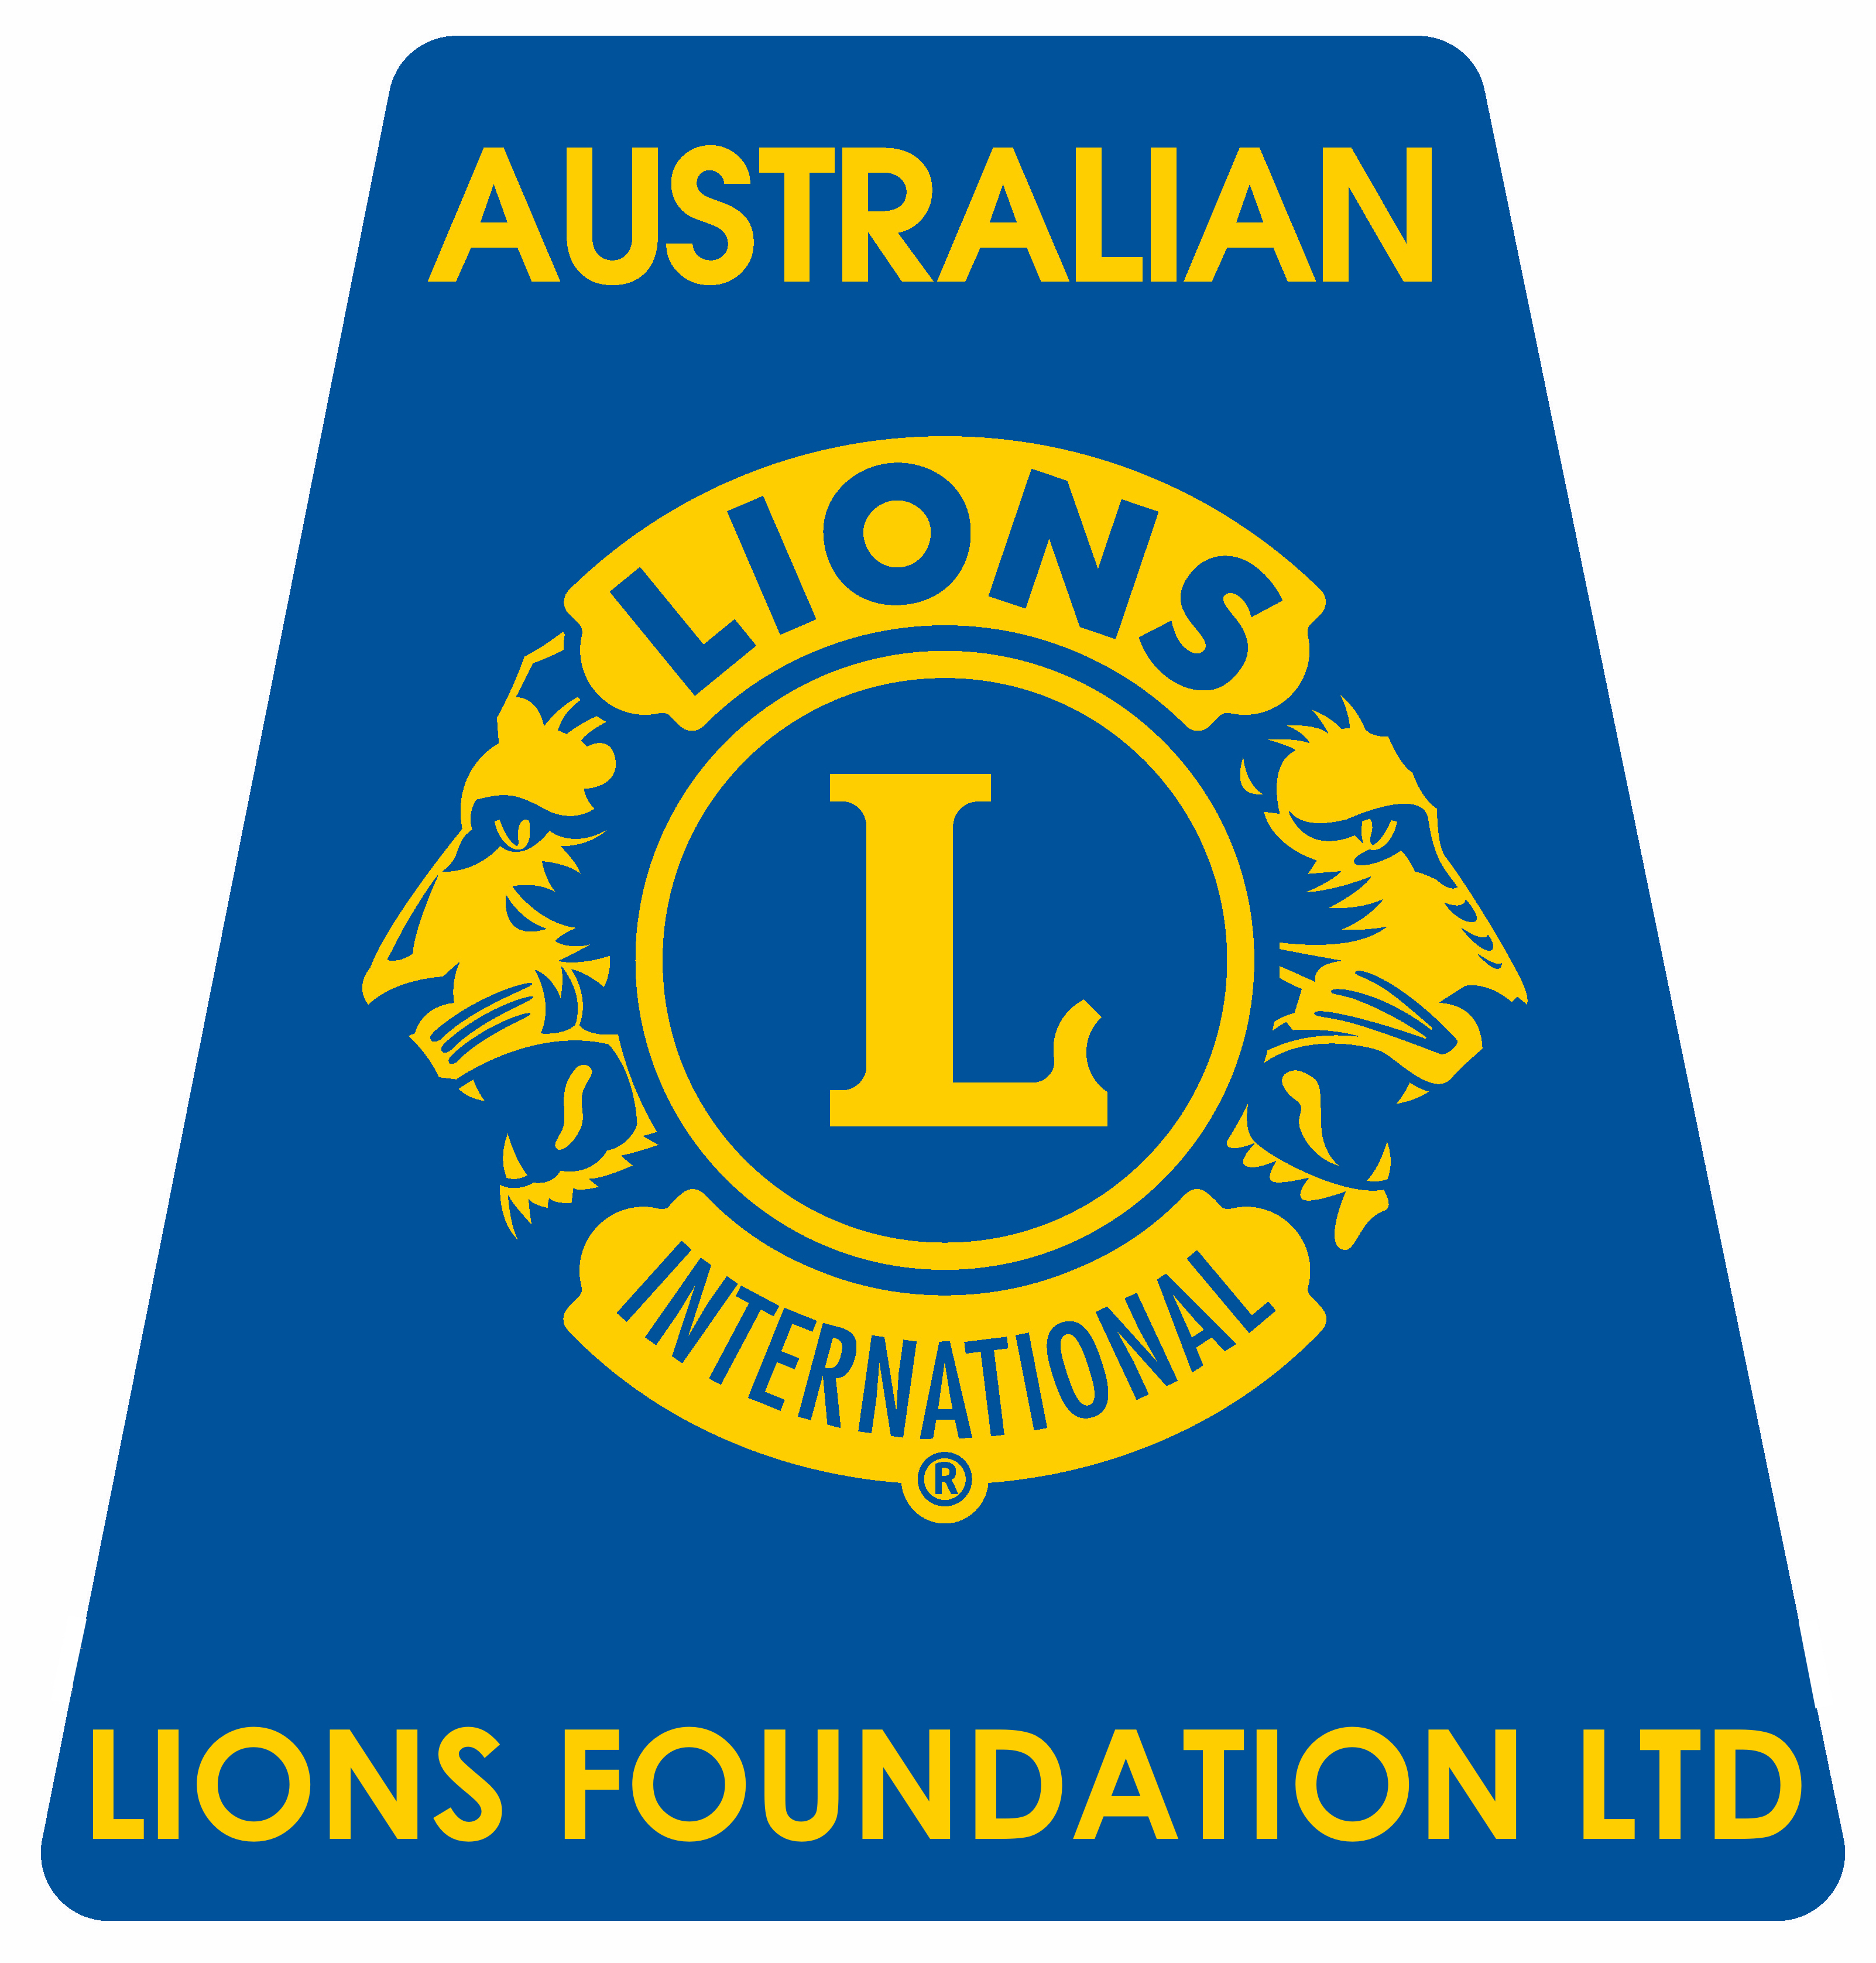 AUSTRALIAN
LIONS
L
INTERNATIONAL
®
LIONS FOUNDATION LTD